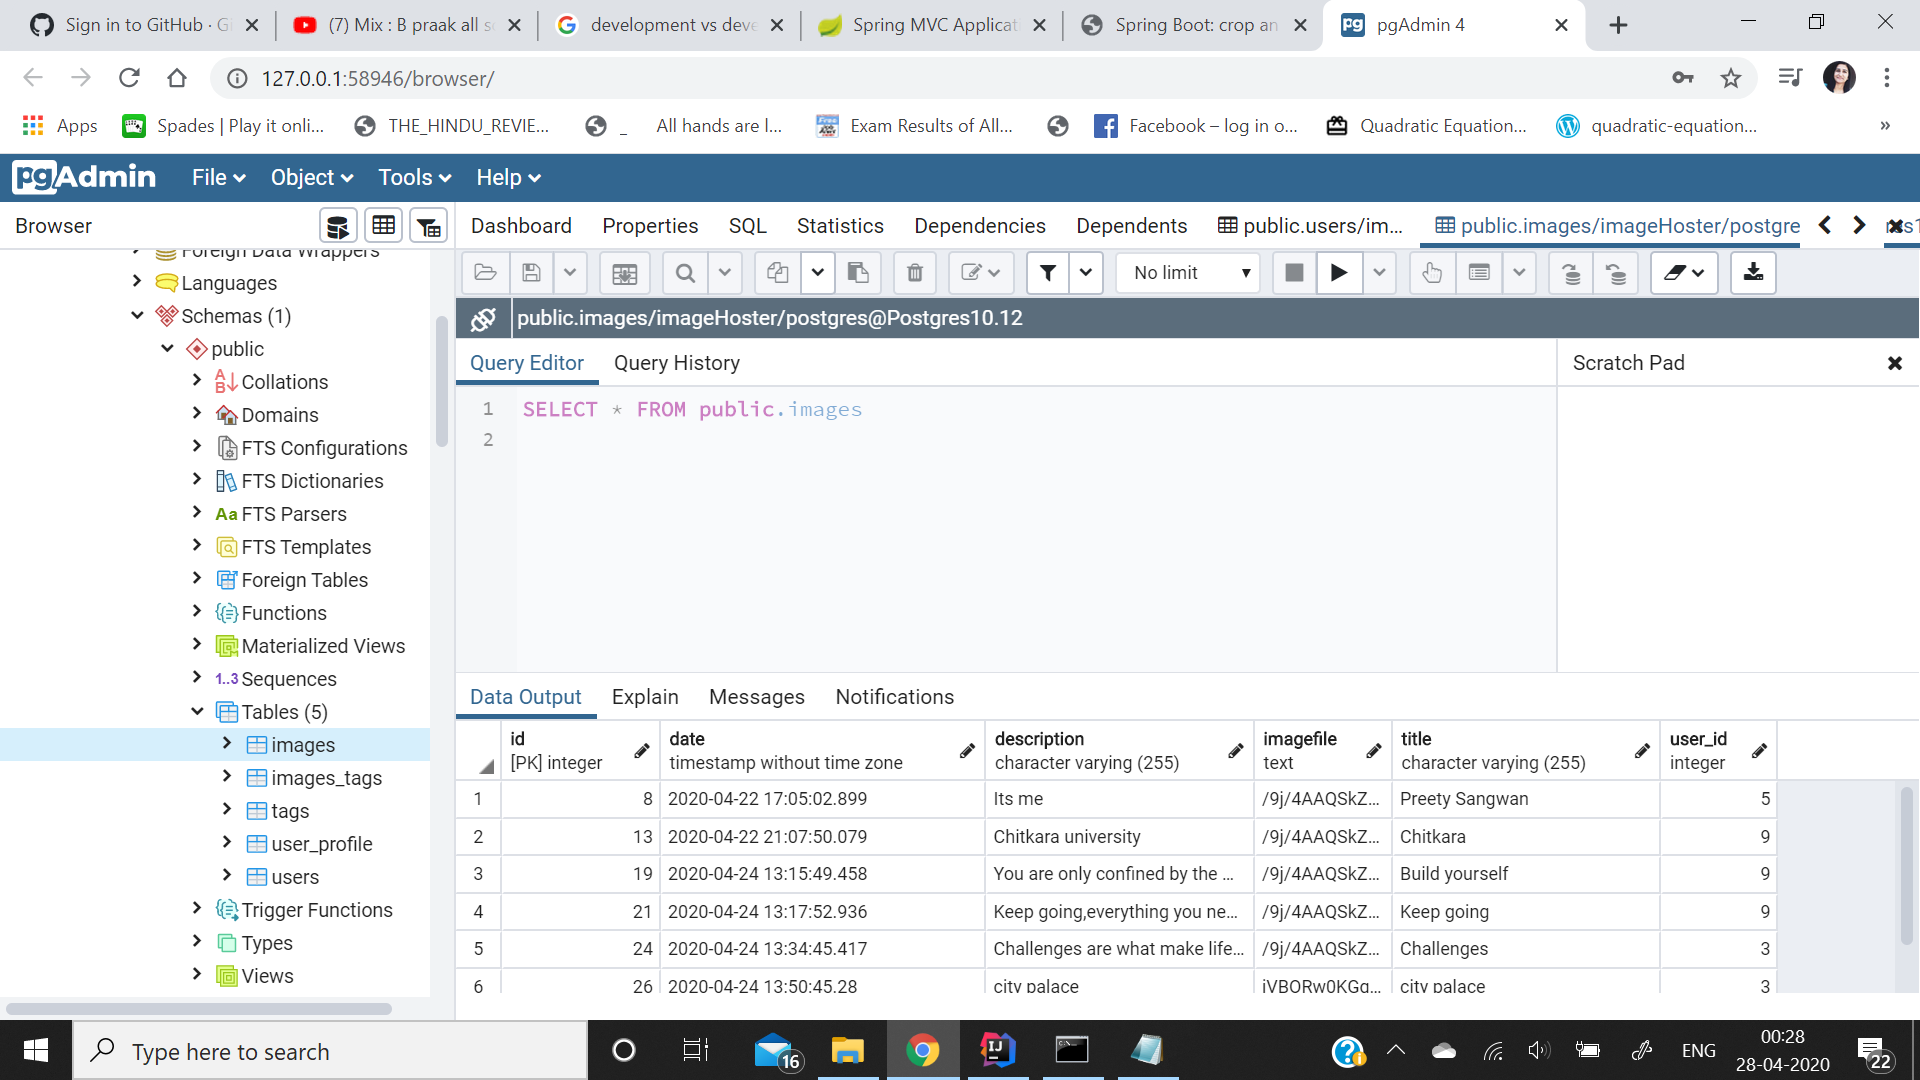 Sign in to GitHub · G
(7) Mix : B praak all so
development vs deve
Spring MVC Applicati
Spring Boot: crop an
pgAdmin 4
127.0.0.1:58946/browser/
Apps
Spades | Play it onli...
THE_HINDU_REVIE...
_
All hands are l...
Exam Results of All...
Facebook – log in o...
Quadratic Equation...
quadratic-equation...
»
pgAdmin
File
Object
Tools
Help
Browser
Dashboard
Properties
SQL
Statistics
Dependencies
Dependents
public.users/im...
public.images/imageHoster/postgre
Foreign Data Wrappers
Languages
Schemas (1)
public
Collations
Domains
FTS Configurations
FTS Dictionaries
Aa FTS Parsers
FTS Templates
Foreign Tables
Functions
Materialized Views
1..3 Sequences
Tables (5)
images
images_tags
tags
user_profile
users
Trigger Functions
Types
Views
No limit
public.images/imageHoster/postgres@Postgres10.12
Query Editor
Query History
Scratch Pad
1 SELECT * FROM public.images
2
Data Output
Explain
Messages
Notifications
id date description imagefile title user_id
[PK] integer timestamp without time zone character varying (255) text character varying (255) integer
1 8 2020-04-22 17:05:02.899 Its me /9j/4AAQSkZ... Preety Sangwan 5
2 13 2020-04-22 21:07:50.079 Chitkara university /9j/4AAQSkZ... Chitkara 9
3 19 2020-04-24 13:15:49.458 You are only confined by the ... /9j/4AAQSkZ... Build yourself 9
4 21 2020-04-24 13:17:52.936 Keep going,everything you ne... /9j/4AAQSkZ... Keep going 9
5 24 2020-04-24 13:34:45.417 Challenges are what make life... /9j/4AAQSkZ... Challenges 3
6 26 2020-04-24 13:50:45.28 city palace iVBORw0KGg... city palace 3
Type here to search
16
ENG
00:28
28-04-2020
22